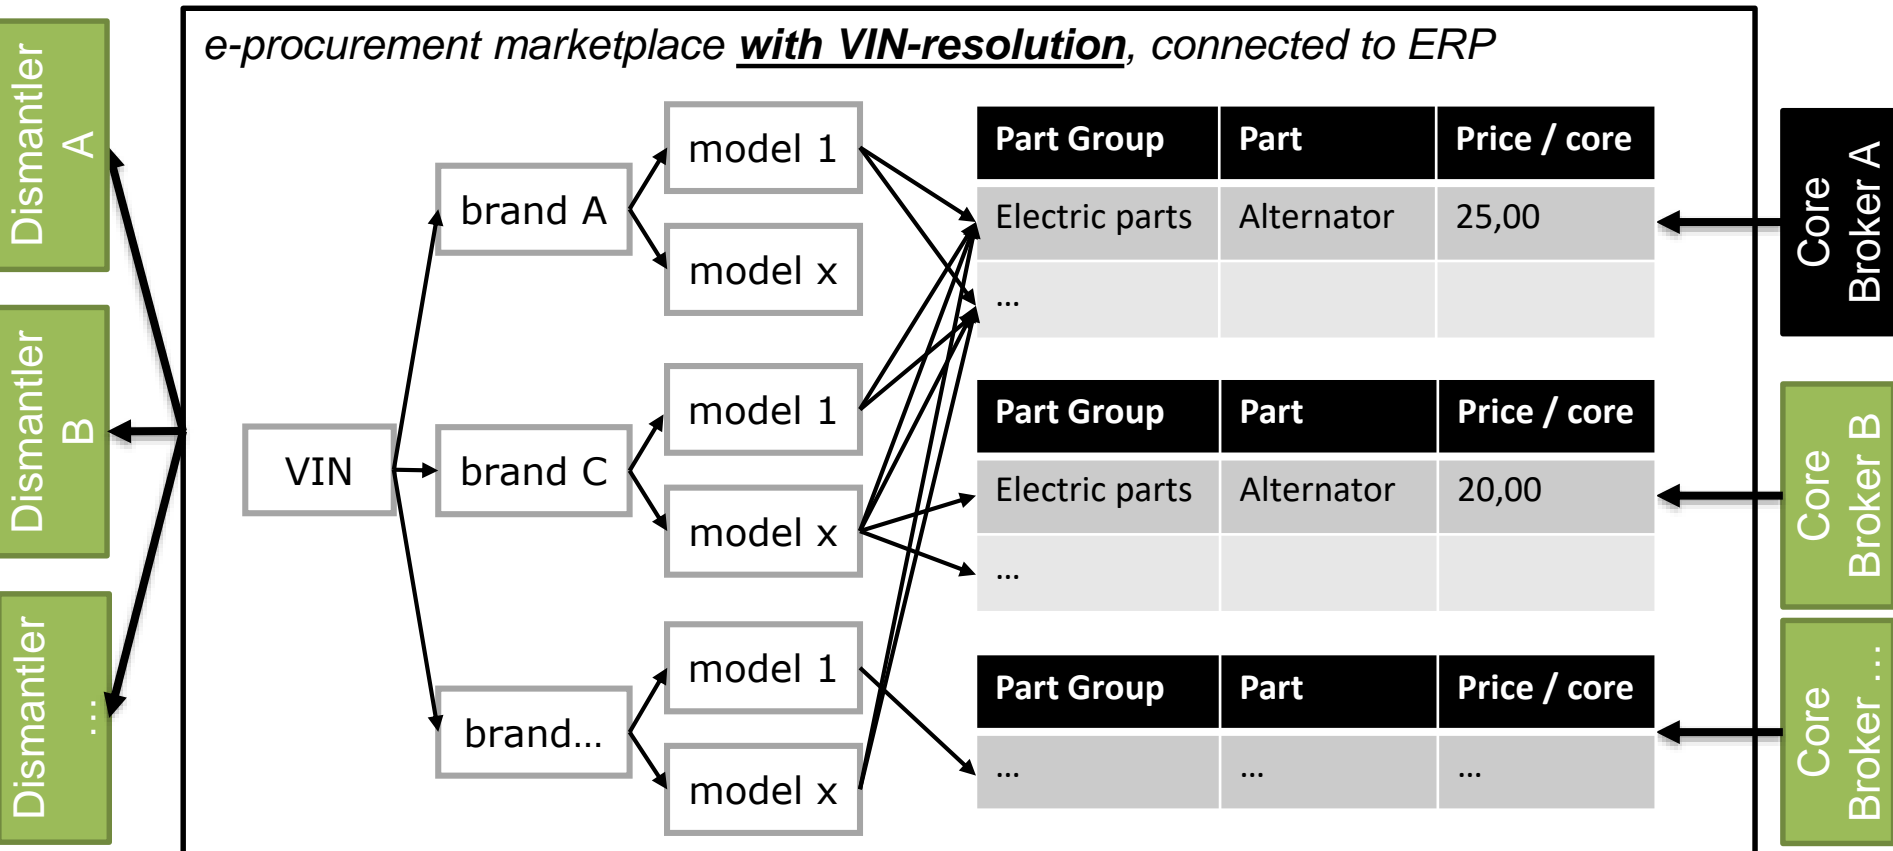 e-procurement marketplace with VIN-resolution, connected to ERP
Dismantler
A
Dismantler
B
Dismantler
...
VIN
brand A
brand C
brand...
model 1
model x
model 1
model x
model 1
model x
Part Group Part Price / core
Electric parts Alternator 25,00
...
Part Group Part Price / core
Electric parts Alternator 20,00
...
Part Group Part Price / core
... ... ...
Core
Broker A
Core
Broker B
Core
Broker ...